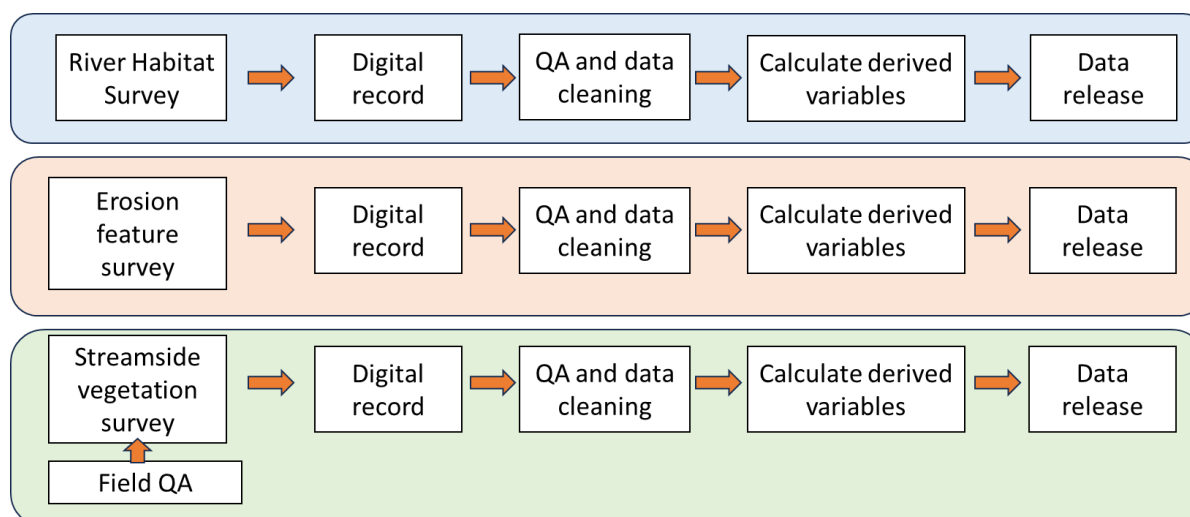 River Habitat
Survey
Digital
record
QA and data
cleaning
Calculate derived
variables
Data
release
Erosion
feature
survey
Digital
record
QA and data
cleaning
Calculate derived
variables
Data
release
Streamside
vegetation
survey
Digital
record
QA and data
cleaning
Calculate derived
variables
Data
release
Field QA